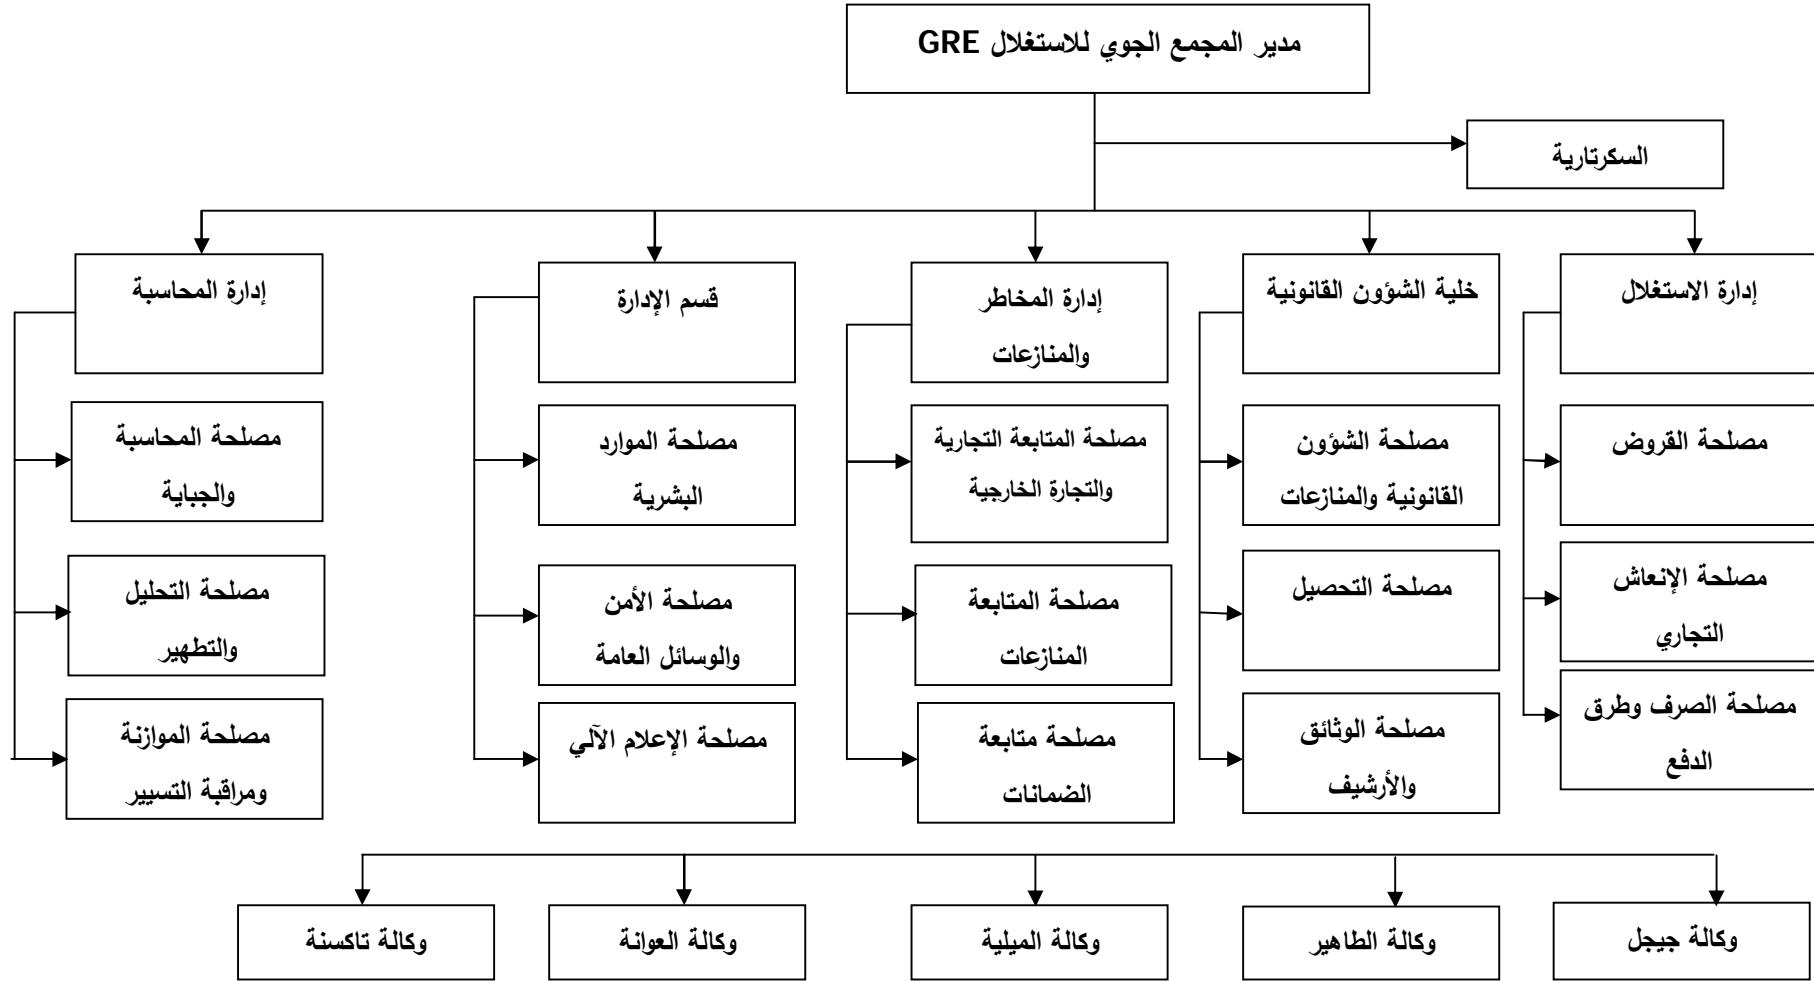 مدير المجمع الجوي للاستغلال GRE
السكرتارية
إدارة الاستغلال
خلية الشؤون القانونية
إدارة المخاطر
والمنازعات
قسم الإدارة
إدارة المحاسبة
مصلحة القروض
مصلحة الشؤون
القانونية والمنازعات
مصلحة المتابعة التجارية
والتجارة الخارجية
مصلحة الموارد
البشرية
مصلحة المحاسبة
والجباية
مصلحة الإنعاش
التجاري
مصلحة التحصيل
مصلحة المتابعة
المنازعات
مصلحة الأمن
والوسائل العامة
مصلحة التحليل
والتطهير
مصلحة الصرف وطرق
الدفع
مصلحة الوثائق
والأرشيف
مصلحة متابعة
الضمانات
مصلحة الإعلام الآلي
مصلحة الموازنة
ومراقبة التسيير
وكالة جيجل
وكالة الطاهير
وكالة الميلية
وكالة العوانة
وكالة تاكسنة